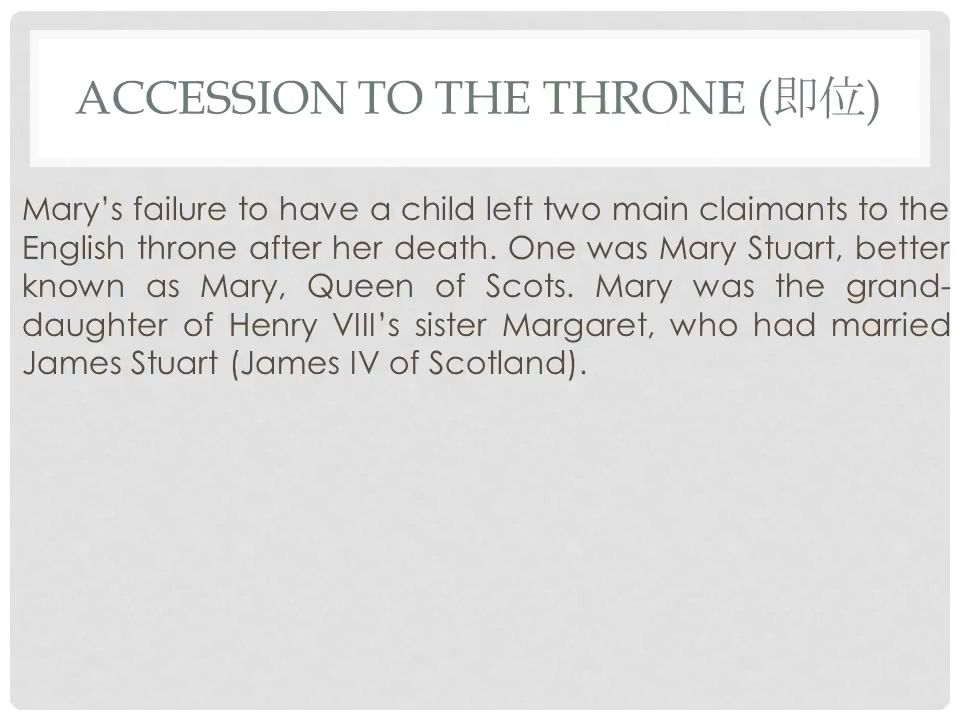 ACCESSION TO THE THRONE (即位)
Mary’s failure to have a child left two main claimants to the
English throne after her death. One was Mary Stuart, better
known as Mary, Queen of Scots. Mary was the grand-
daughter of Henry VIII’s sister Margaret, who had married
James Stuart (James IV of Scotland).